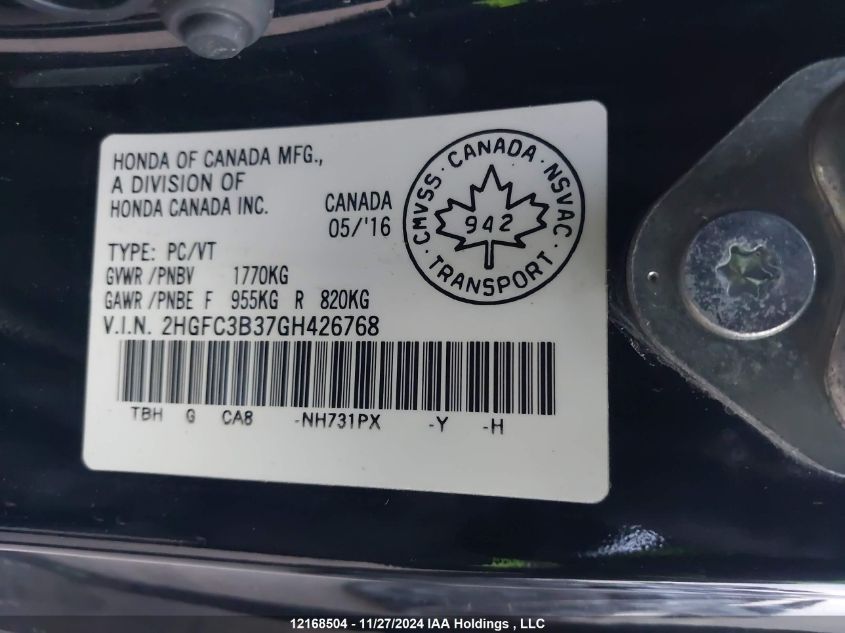 HONDA OF CANADA MFG.,
A DIVISION OF
HONDA CANADA INC.
CANADA
05/'16
TYPE: PC/VT
GVWR/PNBV 1770KG
GAWR/PNBE F 955KG R 820KG
V.I.N. 2HGFC3B37GH426768
TBH G CA8 -NH731PX -Y -H
CMVSS · CANADA · NSVAC
942
· TRANSPORT ·
12168504 - 11/27/2024 IAA Holdings , LLC